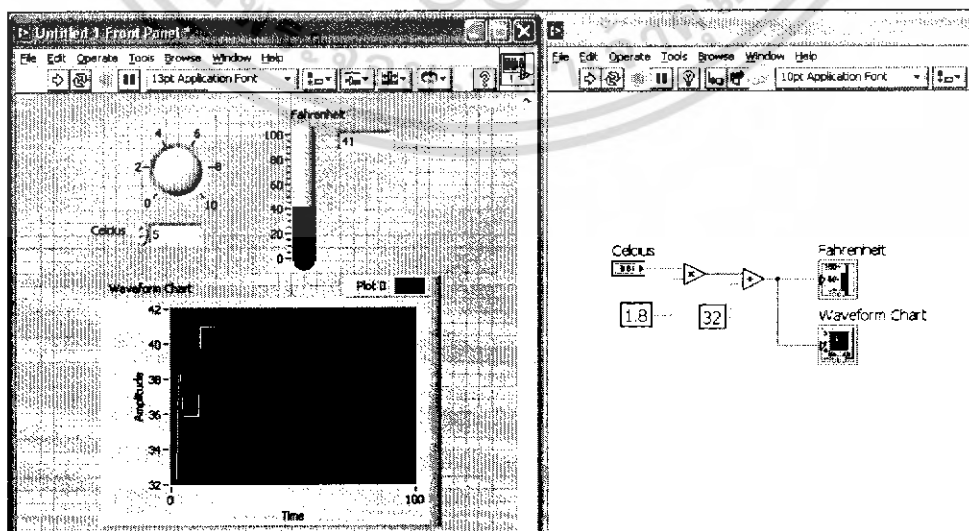 Untitled 1 Front Panel *
File Edit Operate Tools Browse Window Help
13pt Application Font
Fahrenheit
41
100
80
60
40
20
0
0
2
4
6
8
10
Celcius
5
Waveform Chart
Plot 0
Amplitude
42
40
38
36
34
32
0
100
Time
File Edit Operate Tools Browse Window Help
10pt Application Font
Celcius
1.8
32
Fahrenheit
Waveform Chart